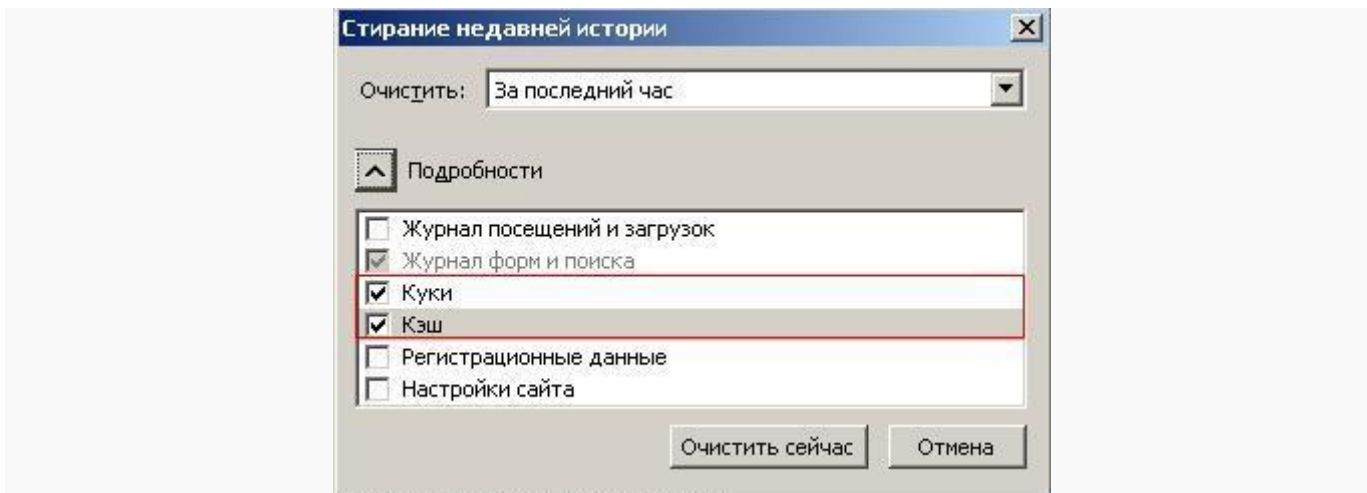 Стирание недавней истории
Очистить: За последний час
Подробности
Журнал посещений и загрузок
Журнал форм и поиска
Куки
Кэш
Регистрационные данные
Настройки сайта
Очистить сейчас Отмена